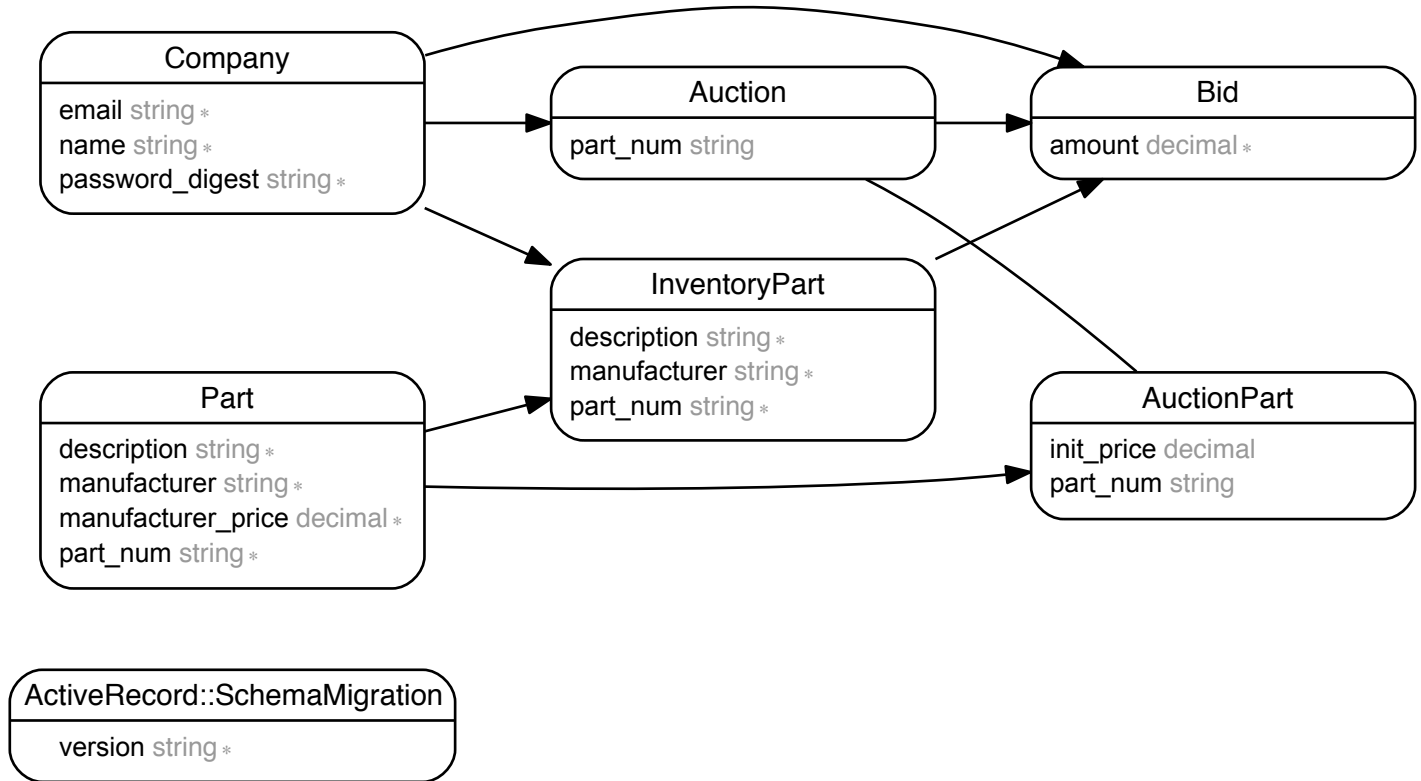 Company
email string *
name string *
password_digest string *
Auction
part_num string
Bid
amount decimal *
InventoryPart
description string *
manufacturer string *
part_num string *
Part
description string *
manufacturer string *
manufacturer_price decimal *
part_num string *
AuctionPart
init_price decimal
part_num string
ActiveRecord::SchemaMigration
version string *